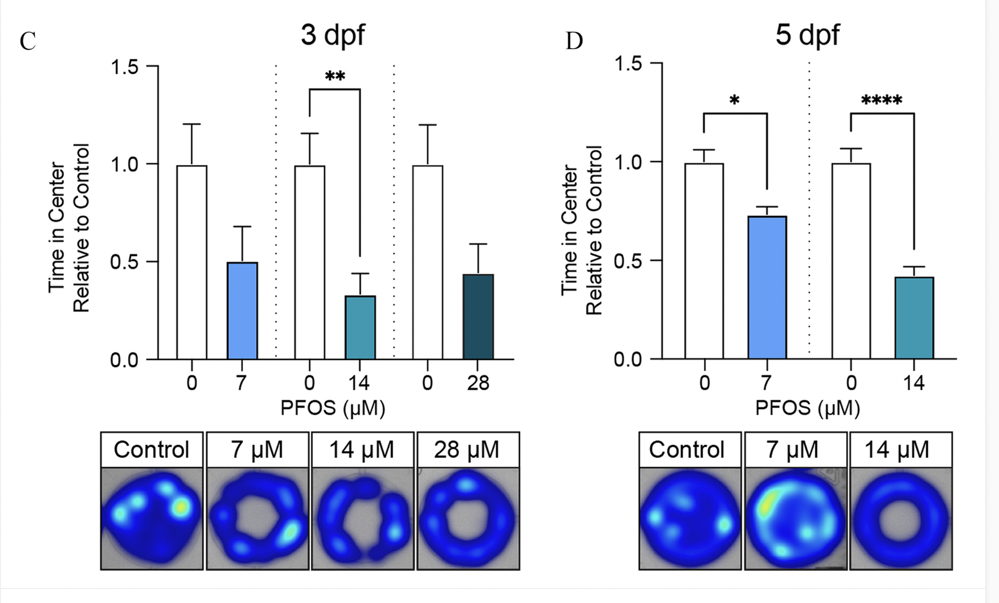 C
3 dpf
1.5
1.0
0.5
0.0
Time in Center
Relative to Control
**
0
7
0
14
0
28
PFOS (µM)
Control
7 µM
14 µM
28 µM
D
5 dpf
1.5
1.0
0.5
0.0
Time in Center
Relative to Control
*
****
0
7
0
14
PFOS (µM)
Control
7 µM
14 µM